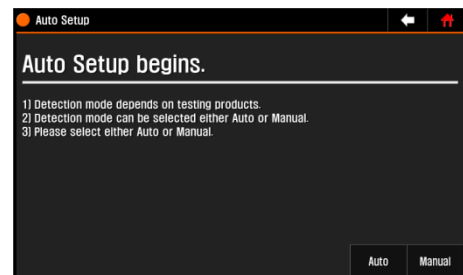 Auto Setup
Auto Setup begins.
1) Detection mode depends on testing products.
2) Detection mode can be selected either Auto or Manual.
3) Please select either Auto or Manual.
Auto Manual